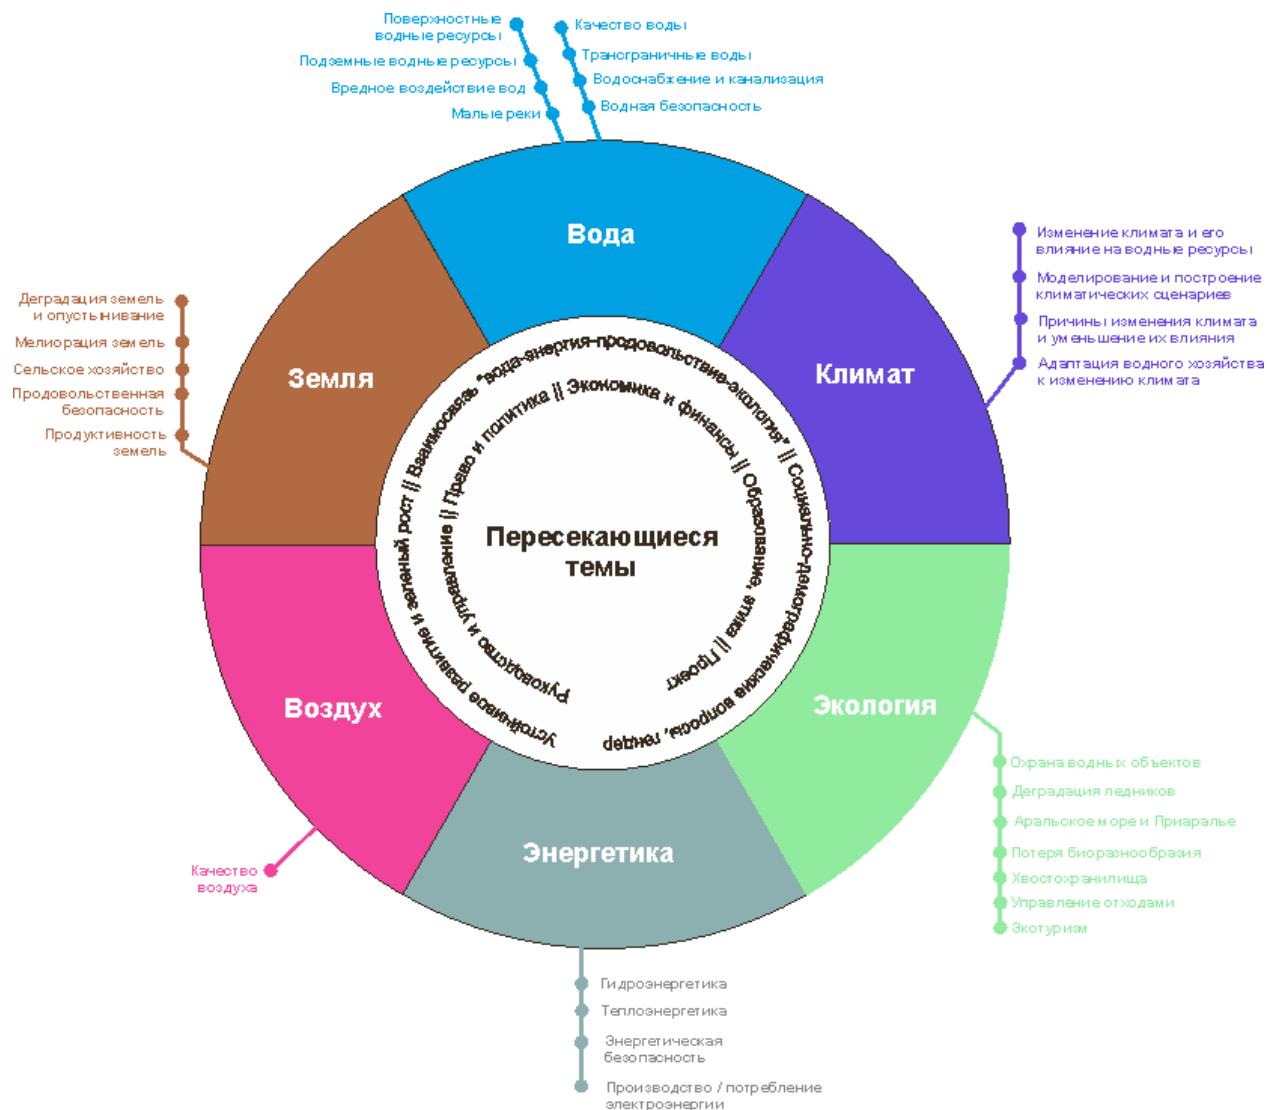 Поверхностные
водные ресурсы
Подземные водные ресурсы
Вредное воздействие вод
Малые реки
Качество воды
Трансграничные воды
Водоснабжение и канализация
Водная безопасность
Вода
Изменение климата и его
влияние на водные ресурсы
Моделирование и построение
климатических сценариев
Причины изменения климата
и уменьшение их влияния
Адаптация водного хозяйства
к изменению климата
Климат
Деградация земель
и опустынивание
Мелиорация земель
Сельское хозяйство
Продовольственная
безопасность
Продуктивность
земель
Земля
Устойчивое развитие и зеленый рост || Взаимосвязь "вода-энергия-продовольствие-экология" || Социально-демографические вопросы, гендер
Руководство и управление || Право и политика || Экономика и финансы || Образование, этика || Проект
Пересекающиеся
темы
Воздух
Качество
воздуха
Экология
Охрана водных объектов
Деградация ледников
Аральское море и Приаралье
Потеря биоразнообразия
Хвостохранилища
Управление отходами
Экотуризм
Энергетика
Гидроэнергетика
Теплоэнергетика
Энергетическая
безопасность
Производство / потребление
электроэнергии